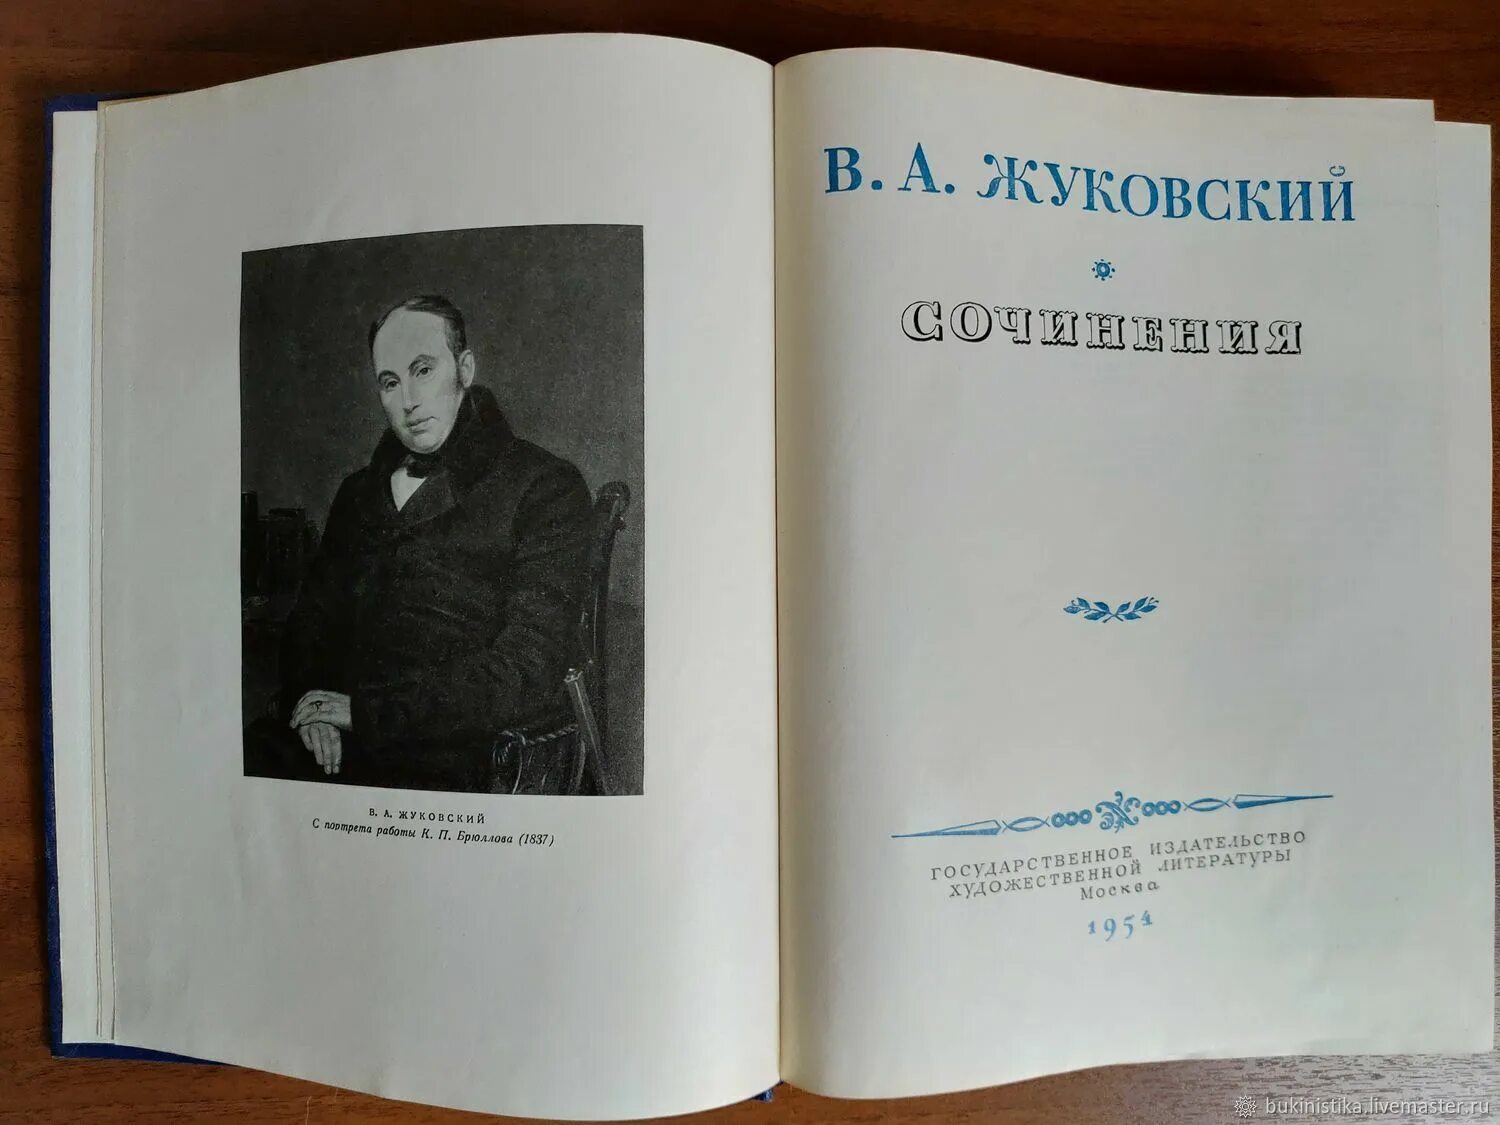 В. А. ЖУКОВСКИЙ
С портрета работы К. П. Брюллова (1837)
В. А. ЖУКОВСКИЙ
СОЧИНЕНИЯ
ГОСУДАРСТВЕННОЕ ИЗДАТЕЛЬСТВО
ХУДОЖЕСТВЕННОЙ ЛИТЕРАТУРЫ
Москва
1954
bukinistika.livemaster.ru